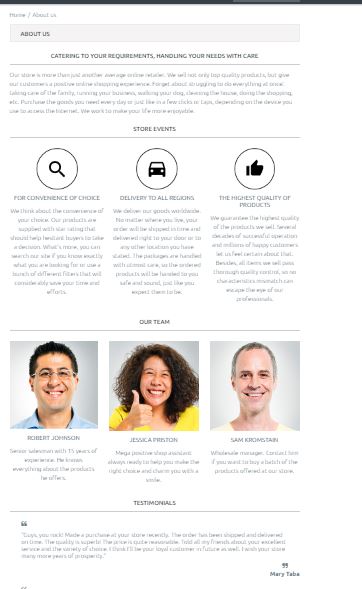 Home / About us
ABOUT US
CATERING TO YOUR REQUIREMENTS, HANDLING YOUR NEEDS WITH CARE
Our store is more than just another average online retailer. We sell not only top quality products, but give
our customers a positive online shopping experience. Forget about struggling to do everything at once:
taking care of the family, running your business, walking your dog, cleaning the house, doing the shopping,
etc. Purchase the goods you need every day or just like in a few clicks or taps, depending on the device you
use to access the Internet. We work to make your life more enjoyable.
STORE EVENTS
FOR CONVENIENCE OF CHOICE
We think about the convenience of
your choice. Our products are
supplied with star rating that
should help hesitant buyers to take
a decision. What's more, you can
search our site if you know exactly
what you are looking for or use a
bunch of different filters that will
considerably save your time and
efforts.
DELIVERY TO ALL REGIONS
We deliver our goods worldwide.
No matter where you live, your
order will be shipped in time and
delivered right to your door or to
any other location you have
stated. The packages are handled
with utmost care, so the ordered
products will be handed to you
safe and sound, just like you
expect them to be.
THE HIGHEST QUALITY OF
PRODUCTS
We guarantee the highest quality
of the products we sell. Several
decades of successful operation
and millions of happy customers
let us feel certain about that.
Besides, all items we sell pass
thorough quality control, so no
characteristics mismatch can
escape the eye of our
professionals.
OUR TEAM
ROBERT JOHNSON
Senior salesman with 15 years of
experience. He knows
everything about the products
he offers.
JESSICA PRISTON
Mega positive shop assistant
always ready to help you make the
right choice and charm you with a
smile.
SAM KROMSTAIN
Wholesale manager. Contact him
if you want to buy a batch of the
products offered at our store.
TESTIMONIALS
“
"Guys, you rock! Made a purchase at your store recently. The order has been shipped and delivered
on time. The quality is superb! The price is quite reasonable. Told all my friends about your excellent
service and the variety of choice. I think I'll be your loyal customer in future as well. I wish your store
many more years of prosperity."
”
Mary Taba
“